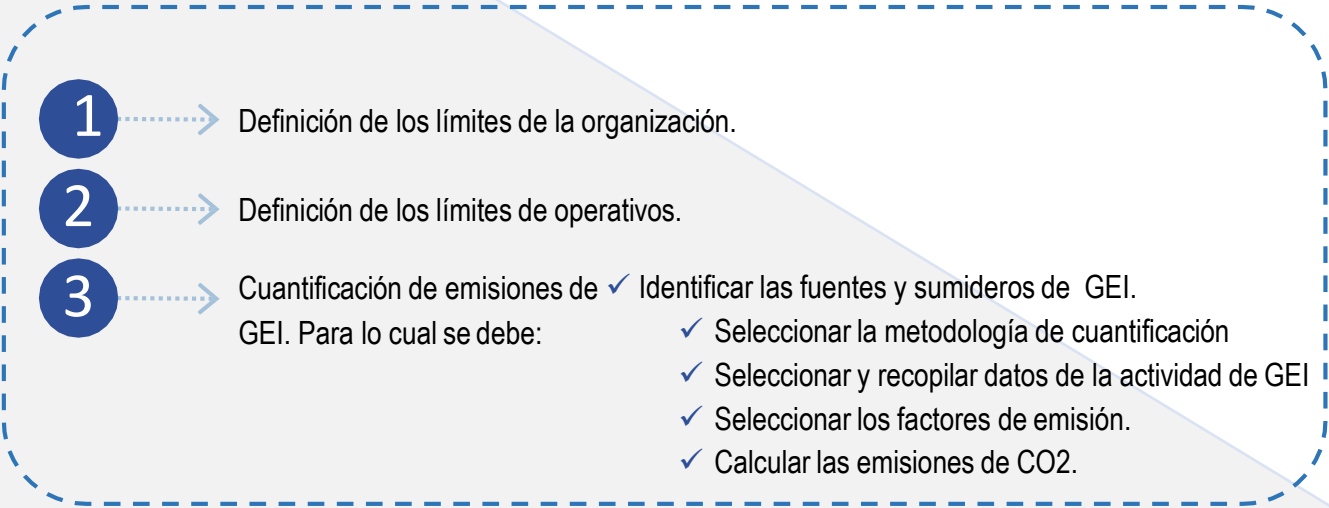 1 Definición de los límites de la organización.
2 Definición de los límites de operativos.
3 Cuantificación de emisiones de
GEI. Para lo cual se debe:
✓ Identificar las fuentes y sumideros de GEI.
✓ Seleccionar la metodología de cuantificación
✓ Seleccionar y recopilar datos de la actividad de GEI
✓ Seleccionar los factores de emisión.
✓ Calcular las emisiones de CO2.